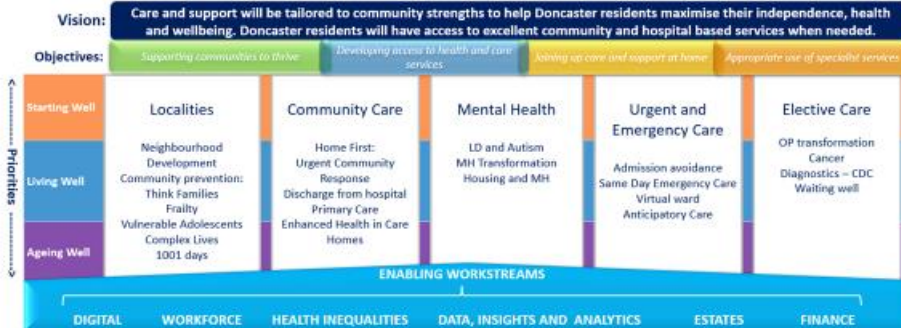 Vision:
Care and support will be tailored to community strengths to help Doncaster residents maximise their independence, health
and wellbeing. Doncaster residents will have access to excellent community and hospital based services when needed.
Objectives:
Supporting communities to thrive
Developing access to health and care
services
Joining up care and support at home
Appropriate use of specialist services
Priorities
Starting Well
Living Well
Ageing Well
Localities
Neighbourhood
Development
Community prevention:
Think Families
Frailty
Vulnerable Adolescents
Complex Lives
1001 days
Community Care
Home First:
Urgent Community
Response
Discharge from hospital
Primary Care
Enhanced Health in Care
Homes
Mental Health
LD and Autism
MH Transformation
Housing and MH
Urgent and
Emergency Care
Admission avoidance
Same Day Emergency Care
Virtual ward
Anticipatory Care
Elective Care
OP transformation
Cancer
Diagnostics – CDC
Waiting well
ENABLING WORKSTREAMS
DIGITAL WORKFORCE HEALTH INEQUALITIES DATA, INSIGHTS AND ANALYTICS ESTATES FINANCE